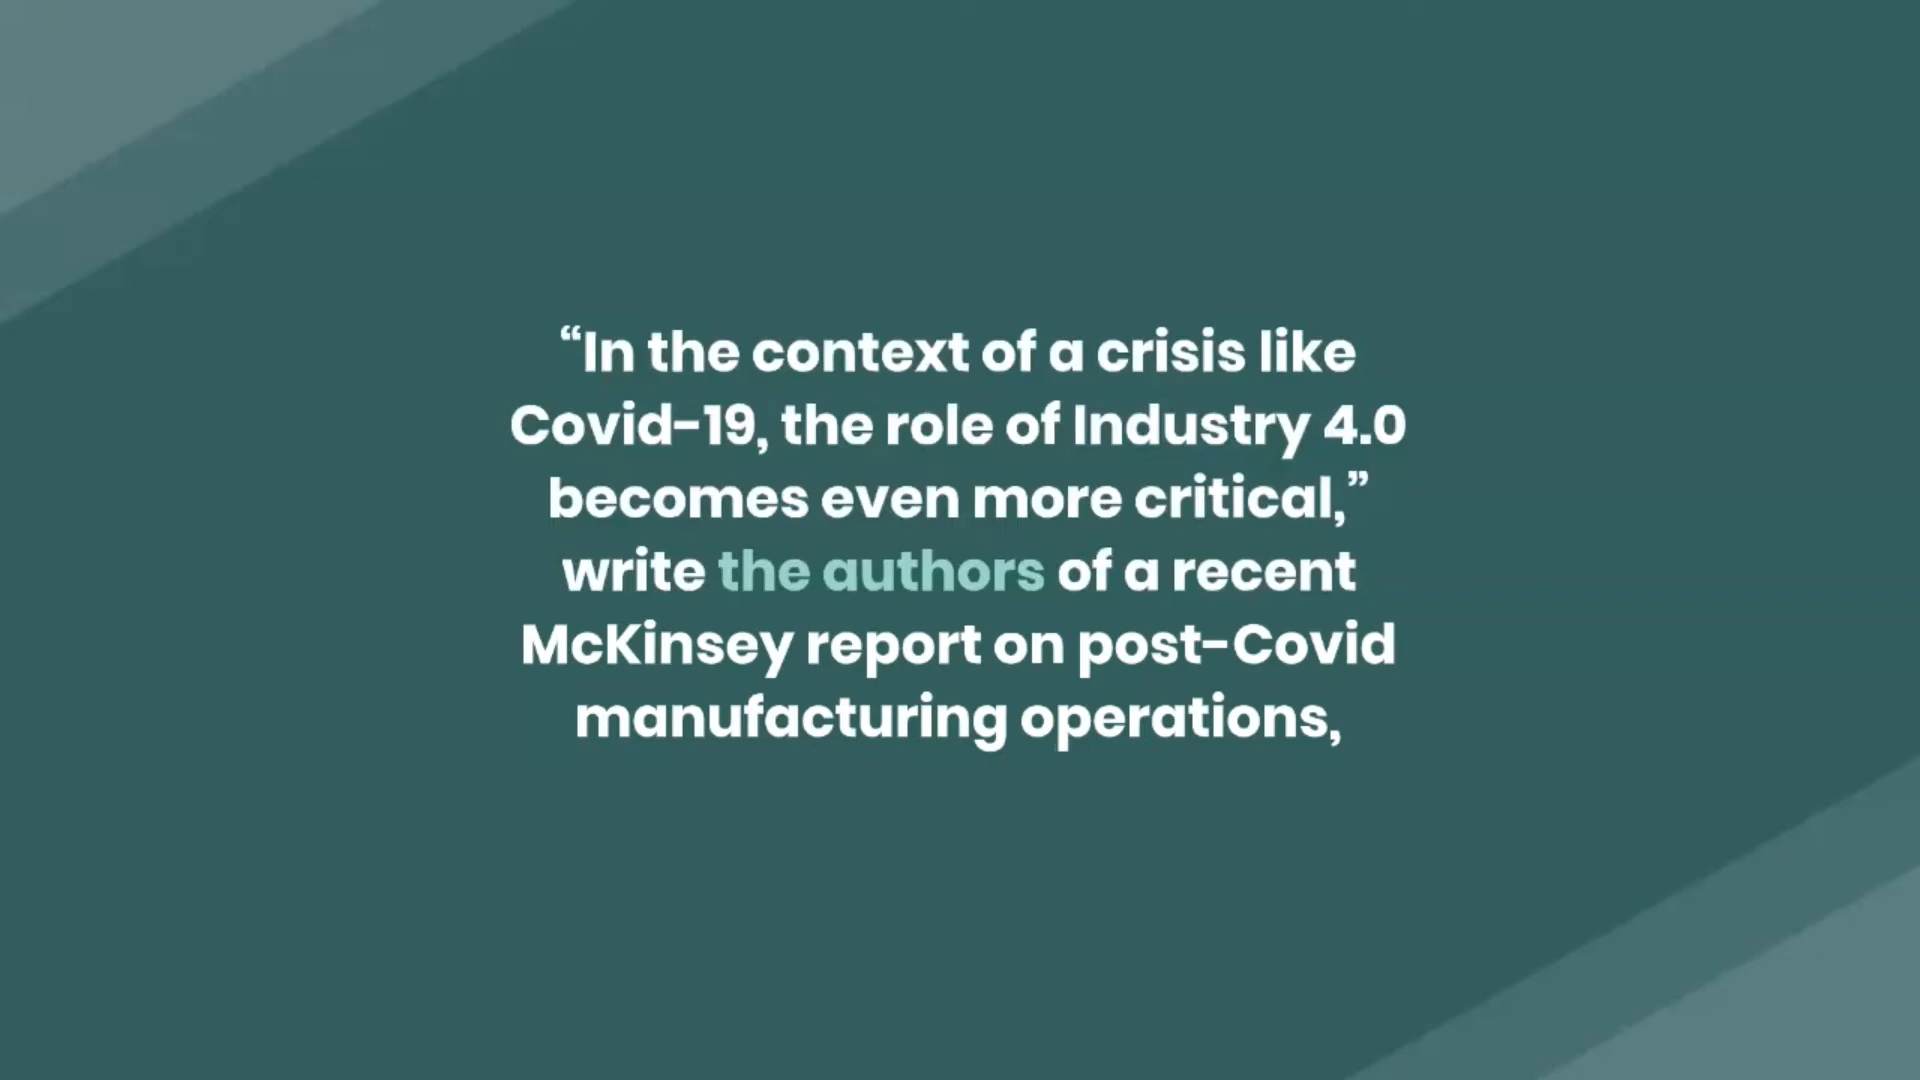 “In the context of a crisis like
Covid-19, the role of Industry 4.0
becomes even more critical,”
write the authors of a recent
McKinsey report on post-Covid
manufacturing operations,